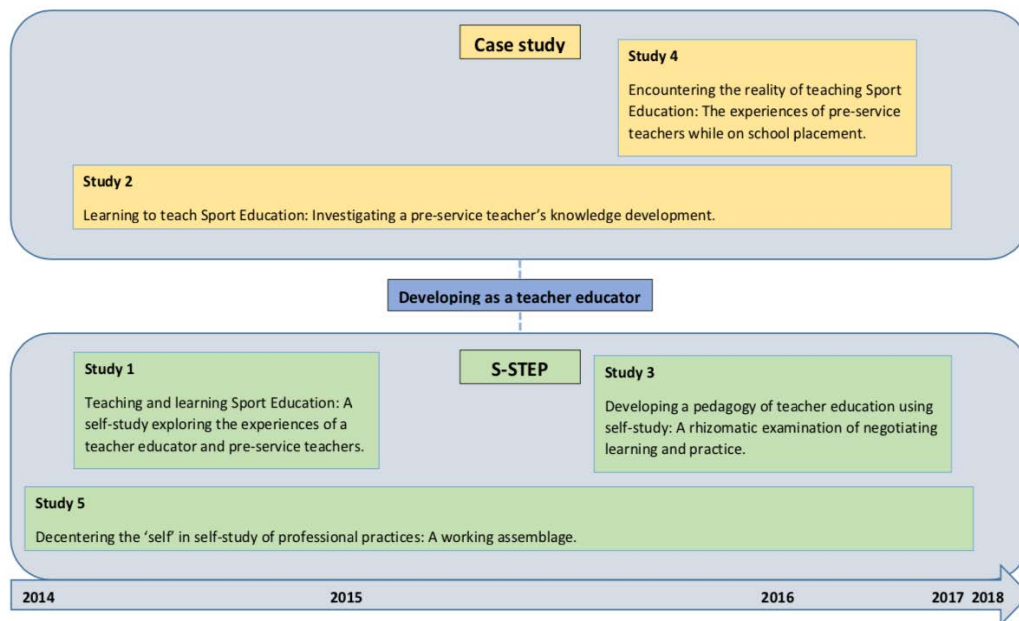 Case study
Study 4
Encountering the reality of teaching Sport
Education: The experiences of pre-service
teachers while on school placement.
Study 2
Learning to teach Sport Education: Investigating a pre-service teacher's knowledge development.
Developing as a teacher educator
S-STEP
Study 1
Teaching and learning Sport Education: A
self-study exploring the experiences of
a teacher educator and pre-service
teachers.
Study 3
Developing a pedagogy of teacher education using
self-study: A rhizomatic examination of negotiating
learning and practice.
Study 5
Decentering the ‘self’ in self-study of professional practices: A working assemblage.
2014 2015 2016 2017 2018